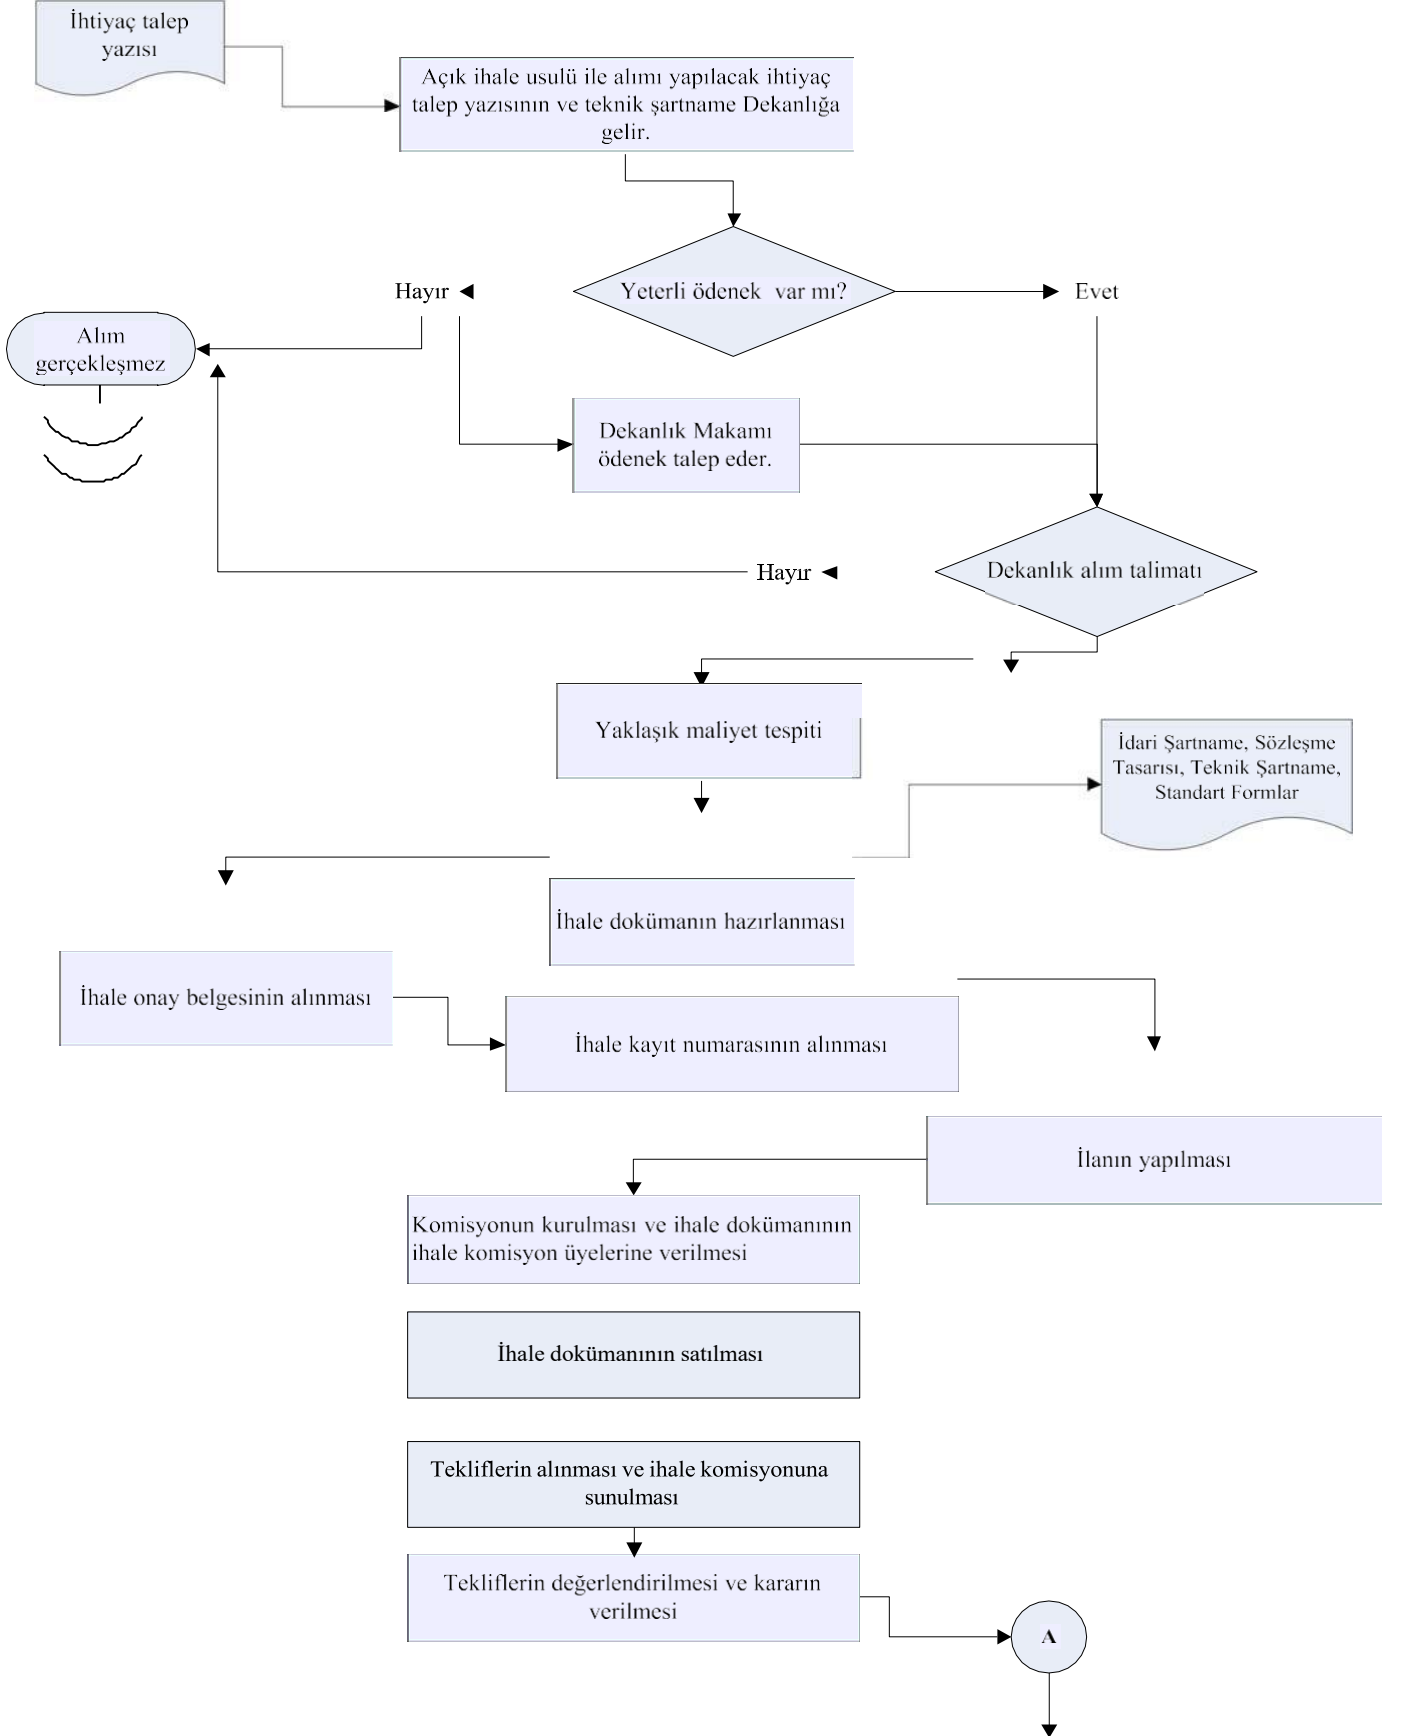 İhtiyaç talep
yazısı
Açık ihale usulü ile alımı yapılacak ihtiyaç
talep yazısının ve teknik şartname Dekanlığa
gelir.
Hayır
Yeterli ödenek var mı?
Evet
Alım
gerçekleşmez
Dekanlık Makamı
ödenek talep eder.
Hayır
Dekanlık alım talimatı
Yaklaşık maliyet tespiti
İdari Şartname, Sözleşme
Tasarısı, Teknik Şartname,
Standart Formlar
İhale dokümanın hazırlanması
İhale onay belgesinin alınması
İhale kayıt numarasının alınması
İlanın yapılması
Komisyonun kurulması ve ihale dokümanının
ihale komisyon üyelerine verilmesi
İhale dokümanının satılması
Tekliflerin alınması ve ihale komisyonuna
sunulması
Tekliflerin değerlendirilmesi ve kararın
verilmesi
A